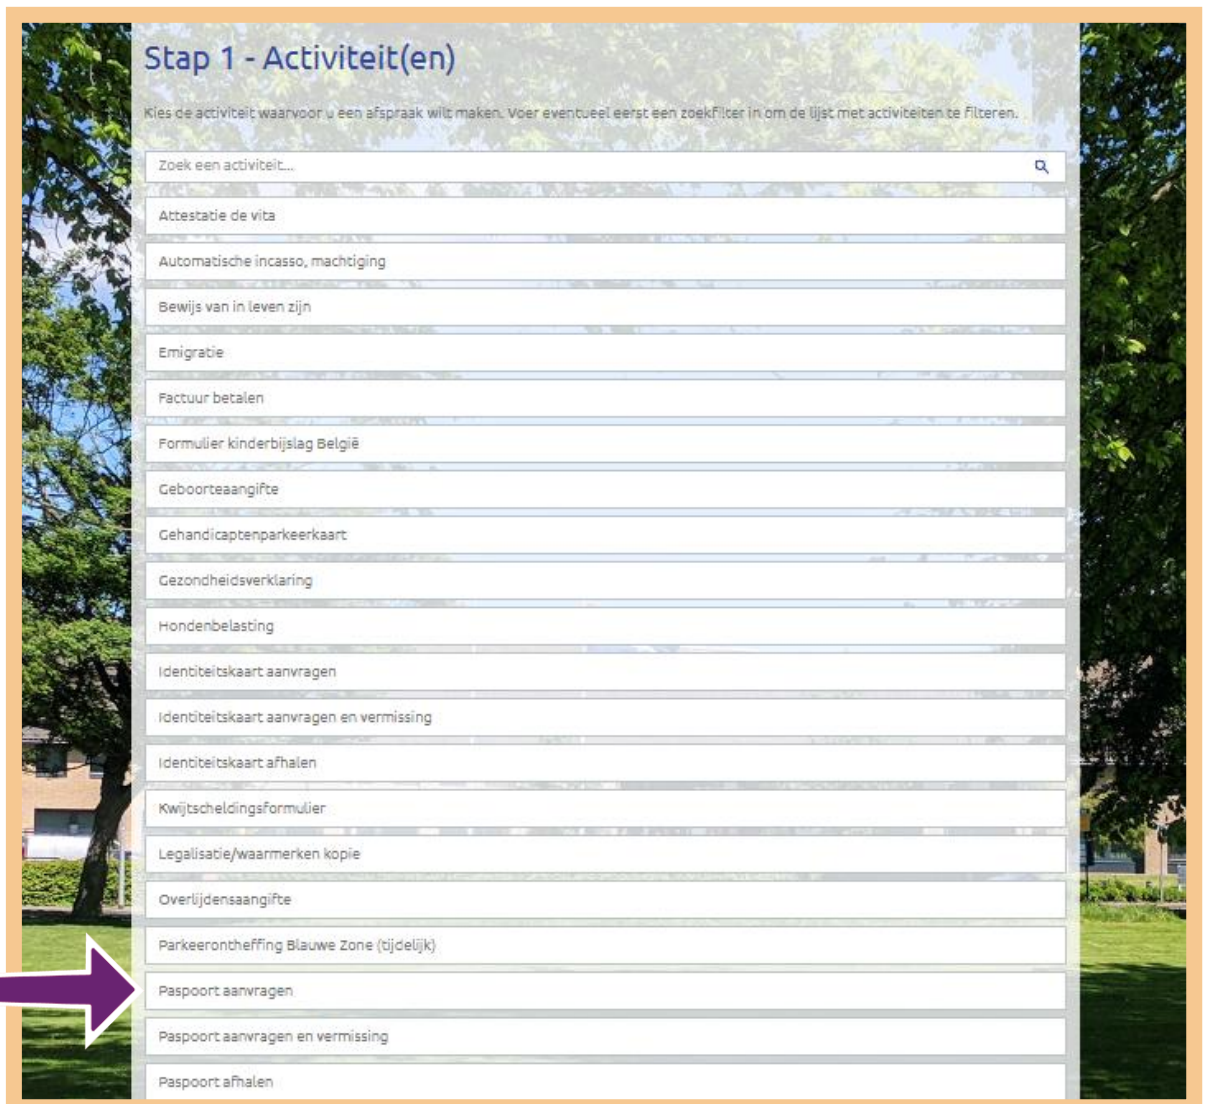 Stap 1 - Activiteit(en)
Kies de activiteit waarvoor u een afspraak wilt maken. Voer eventueel eerst een zoekfilter in om de lijst met activiteiten te filteren.
Zoek een activiteit...
Attestatie de vita
Automatische incasso, machtiging
Bewijs van in leven zijn
Emigratie
Factuur betalen
Formulier kinderbijslag België
Geboorteaangifte
Gehandicaptenparkeerkaart
Gezondheidsverklaring
Hondenbelasting
Identiteitskaart aanvragen
Identiteitskaart aanvragen en vermissing
Identiteitskaart afhalen
Kwijtscheldingsformulier
Legalisatie/waarmerken kopie
Overlijdensaangifte
Parkeerontheffing Blauwe Zone (tijdelijk)
Paspoort aanvragen
Paspoort aanvragen en vermissing
Paspoort afhalen